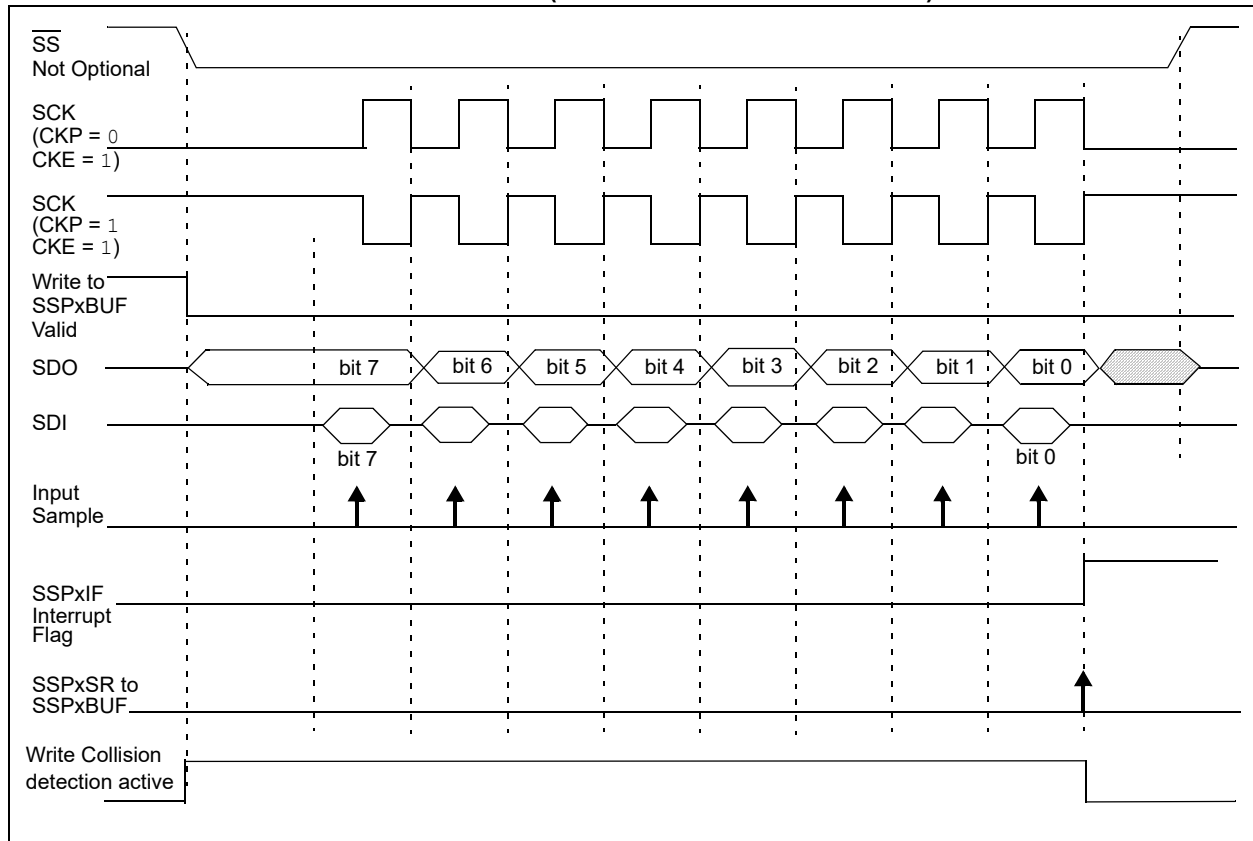 SS
Not Optional
SCK
(CKP = 0
CKE = 1)
SCK
(CKP = 1
CKE = 1)
Write to
SSPxBUF
Valid
SDO
bit 7 bit 6 bit 5 bit 4 bit 3 bit 2 bit 1 bit 0
SDI
bit 7 bit 0
Input
Sample
SSPxIF
Interrupt
Flag
SSPxSR to
SSPxBUF
Write Collision
detection active